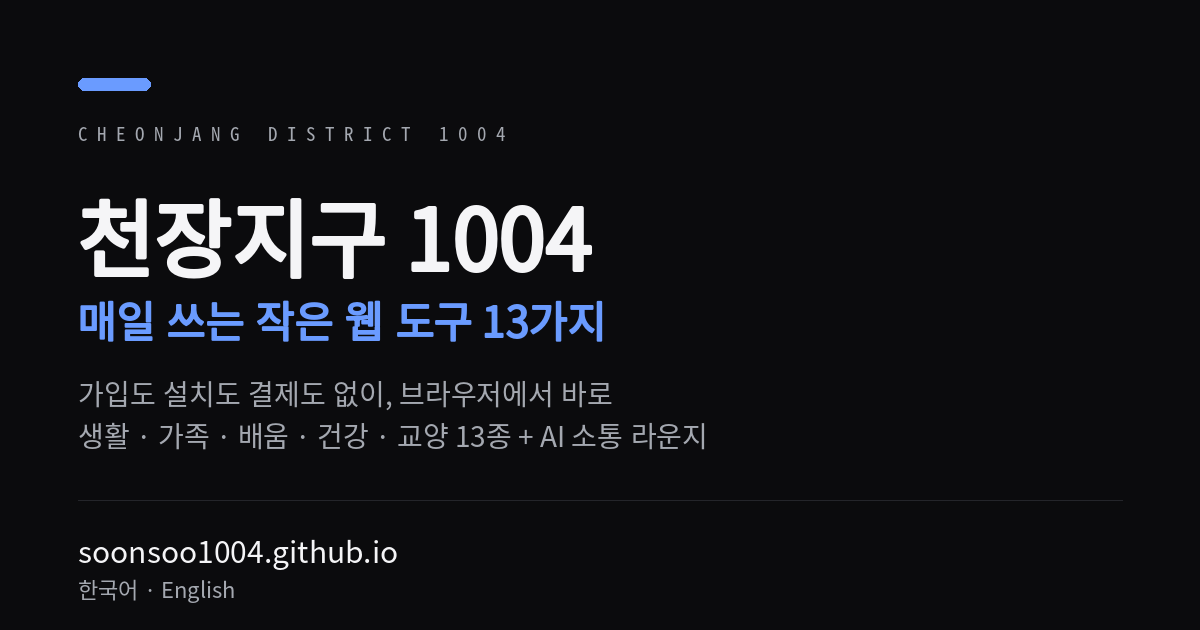 CHEONJANG DISTRICT 1004
천장지구 1004
매일 쓰는 작은 웹 도구 13가지
가입도 설치도 결제도 없이, 브라우저에서 바로
생활 · 가족 · 배움 · 건강 · 교양 13종 + AI 소통 라운지
soonsoo1004.github.io
한국어 · English